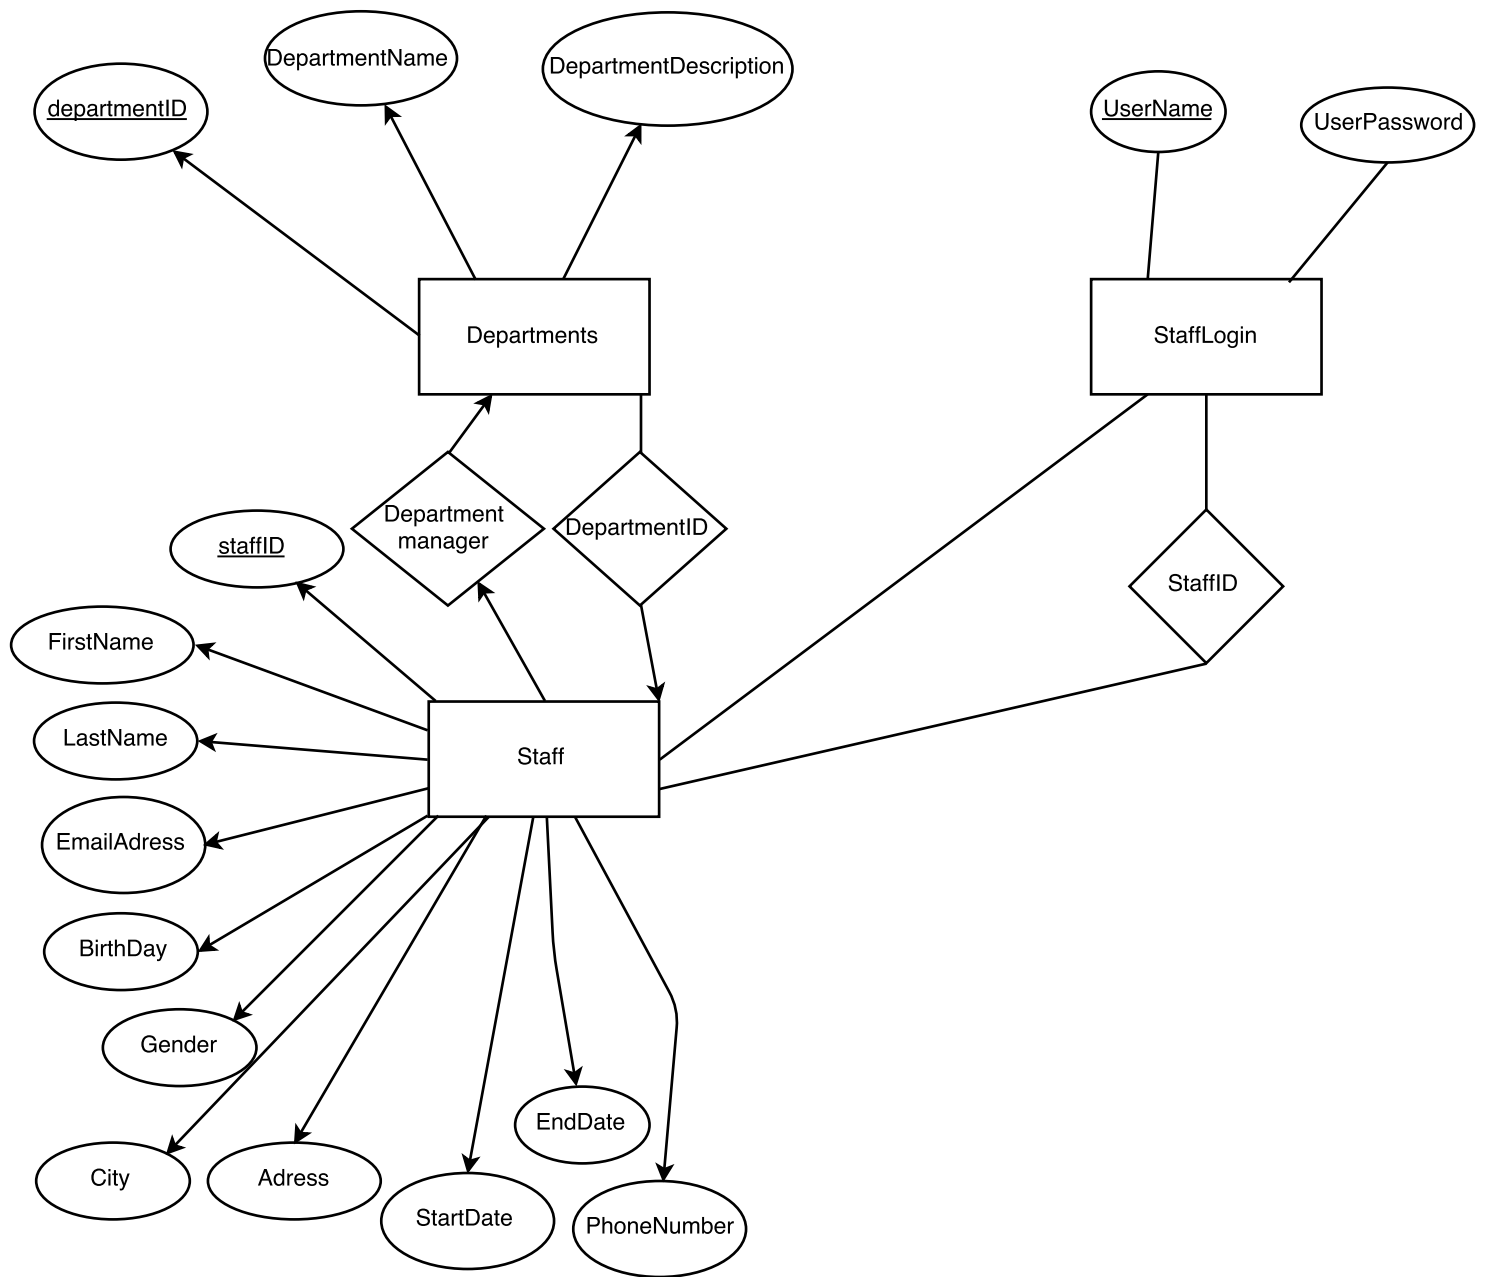 DepartmentName
DepartmentDescription
departmentID
UserName
UserPassword
Departments
StaffLogin
Department
manager
DepartmentID
staffID
StaffID
FirstName
LastName
Staff
EmailAdress
BirthDay
Gender
EndDate
City
Adress
StartDate
PhoneNumber